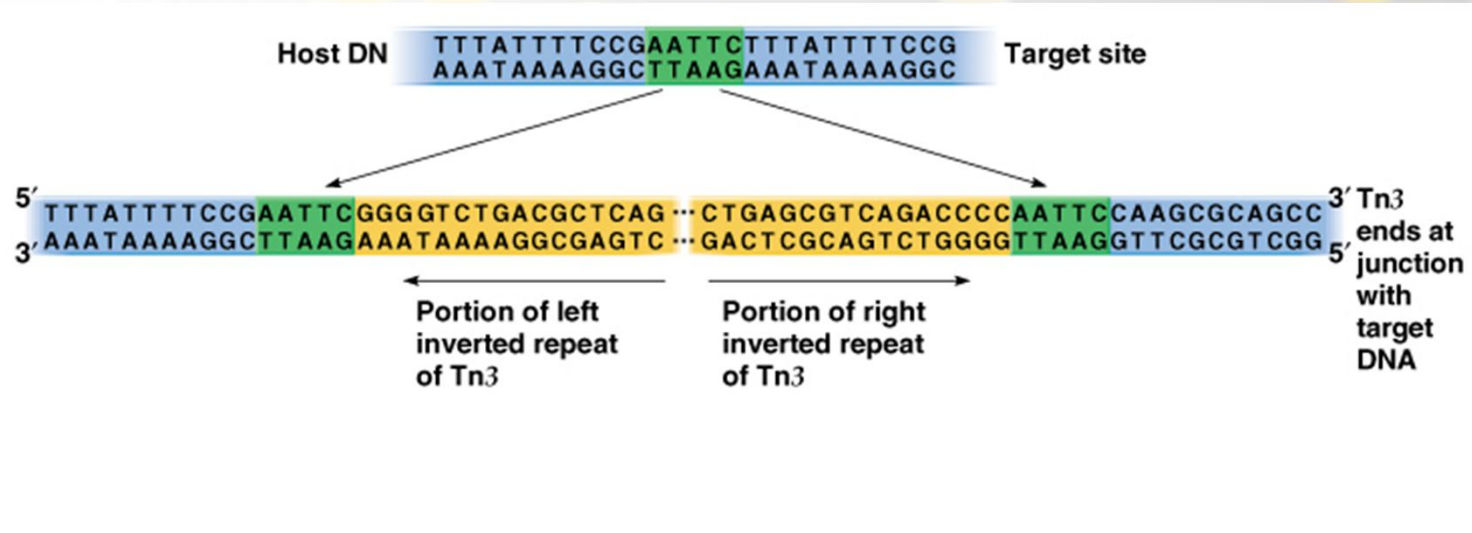 Host DN
TTTATTTTCCGAATTCTTTATTTTCCG
AAATAAAAGGCTTAAGAAATAAAAGGC
Target site
5′
TTTATTTTCCGAATTCGGGGTCTGACGCTCAG ··· CTGAGCGTCAGACCCCAATTCCAAGCGCAGCC
3′
3′
AAATAAAAGGCTTAAGAAATAAAAGGCGAGTC ··· GACTCGCAGTCTGGGGTTAAGGTTCGCGTCGG
5′
Tn3
ends at
junction
with
target
DNA
Portion of left
inverted repeat
of Tn3
Portion of right
inverted repeat
of Tn3